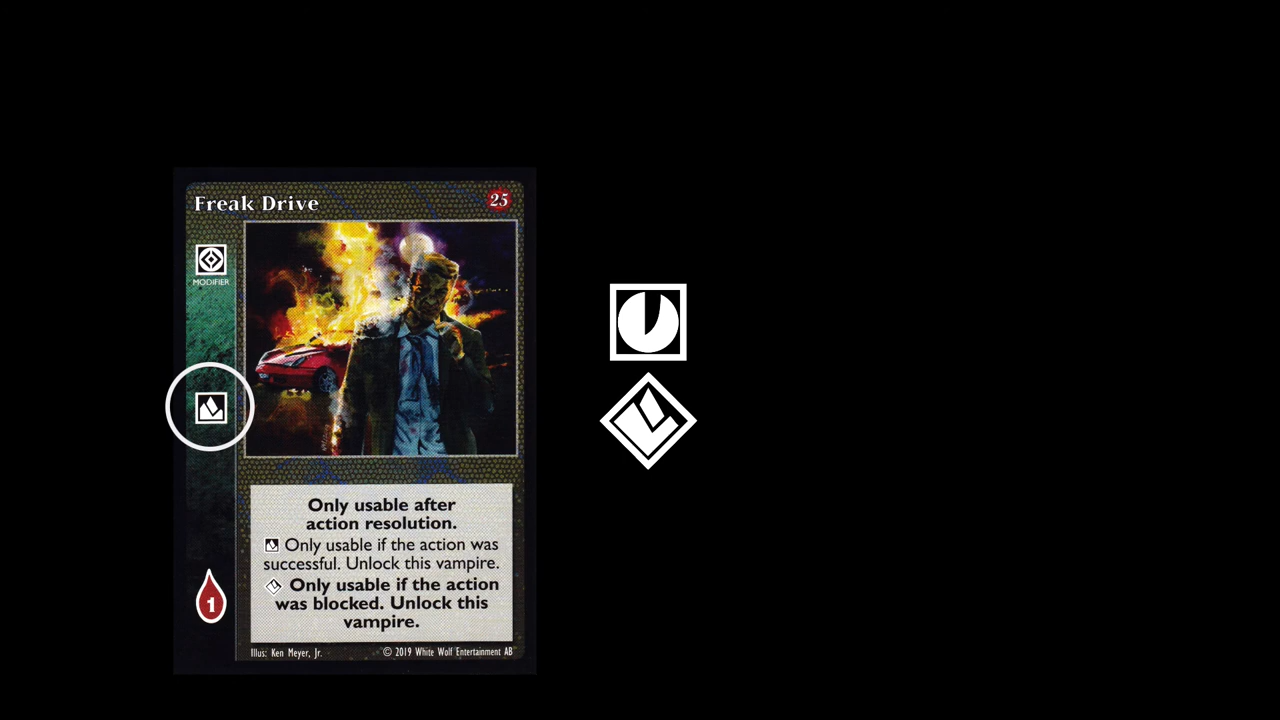 Freak Drive
25
MODIFIER
Only usable after
action resolution.
Only usable if the action was
successful. Unlock this vampire.
Only usable if the action
was blocked. Unlock this
vampire.
1
Illus: Ken Meyer, Jr.
© 2019 White Wolf Entertainment AB